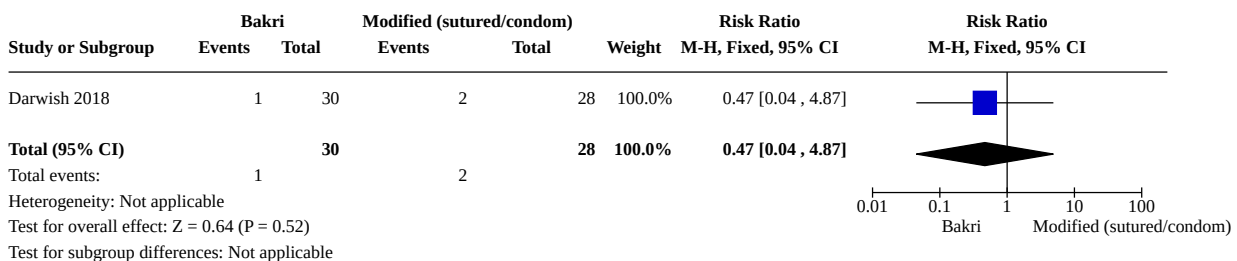 Bakri Modified (sutured/condom) Risk Ratio Risk Ratio
Study or Subgroup Events Total Events Total Weight M-H, Fixed, 95% CI M-H, Fixed, 95% CI
Darwish 2018 1 30 2 28 100.0% 0.47 [0.04 , 4.87]
Total (95% CI) 30 28 100.0% 0.47 [0.04 , 4.87]
Total events: 1 2
Heterogeneity: Not applicable
Test for overall effect: Z = 0.64 (P = 0.52)
Test for subgroup differences: Not applicable
0.01 0.1 1 10 100
Bakri Modified (sutured/condom)